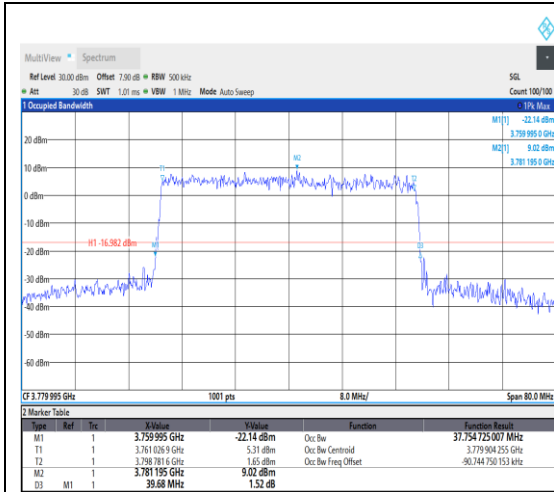 MultiView Spectrum
Ref Level 30.00 dBm Offset 7.90 dB RBW 500 kHz SGL
Att 30 dB SWT 1.01 ms VBW 1 MHz Mode Auto Sweep Count 100/100
1 Occupied Bandwidth 1Pk Max
M1[1] -22.14 dBm
3.759 995 0 GHz
M2[1] 9.02 dBm
3.781 195 0 GHz
20 dBm
M2
10 dBm
0 dBm
-10 dBm
H1 -16.982 dBm
-20 dBm
-30 dBm
-40 dBm
-50 dBm
-60 dBm
CF 3.779 995 GHz 1001 pts 8.0 MHz/ Span 80.0 MHz
2 Marker Table
Type Ref Trc X-Value Y-Value Function Function Result
M1 1 3.759 995 GHz -22.14 dBm Occ Bw 37.754 725 007 MHz
T1 1 3.761 026 9 GHz 5.31 dBm Occ Bw Centroid 3.779 904 255 GHz
T2 1 3.798 781 6 GHz 1.65 dBm Occ Bw Freq Offset -90.744 750 153 kHz
M2 1 3.781 195 GHz 9.02 dBm
D3 M1 1 39.68 MHz 1.52 dB